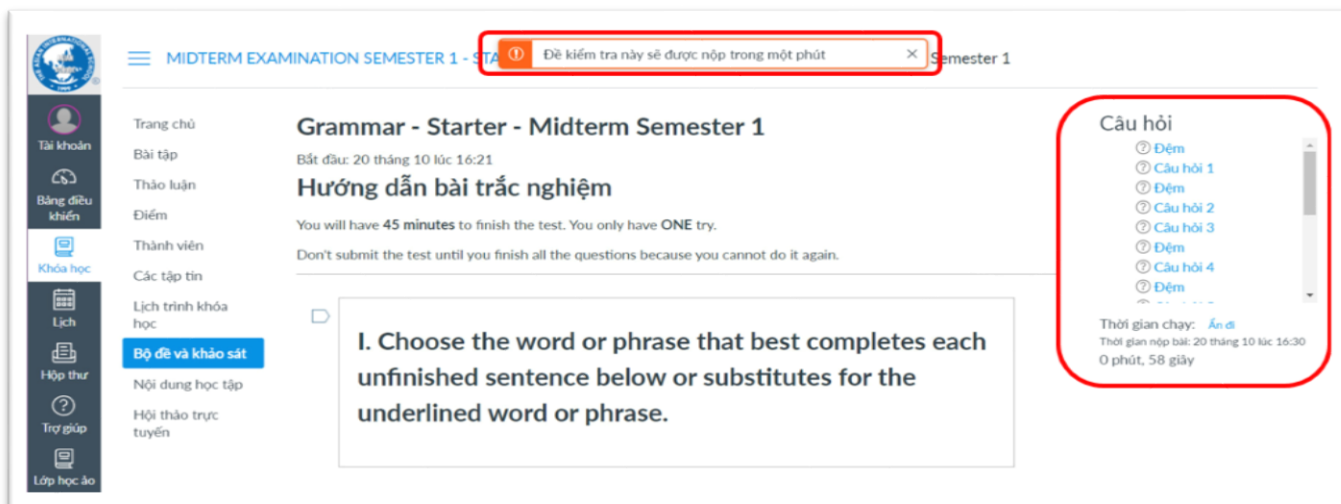 MIDTERM EXAMINATION SEMESTER 1 - STA
Đề kiểm tra này sẽ được nộp trong một phút
Semester 1
Tài khoản
Bảng điều
khiển
Khóa học
Lịch
Hộp thư
Trợ giúp
Lớp học ảo
Trang chủ
Bài tập
Thảo luận
Điểm
Thành viên
Các tập tin
Lịch trình khóa
học
Bộ đề và khảo sát
Nội dung học tập
Hội thảo trực
tuyến
Grammar - Starter - Midterm Semester 1
Bắt đầu: 20 tháng 10 lúc 16:21
Hướng dẫn bài trắc nghiệm
You will have 45 minutes to finish the test. You only have ONE try.
Don't submit the test until you finish all the questions because you cannot do it again.
I. Choose the word or phrase that best completes each
unfinished sentence below or substitutes for the
underlined word or phrase.
Câu hỏi
Đệm
Câu hỏi 1
Đệm
Câu hỏi 2
Câu hỏi 3
Đệm
Câu hỏi 4
Đệm
Thời gian chạy: Ẩn đi
Thời gian nộp bài: 20 tháng 10 lúc 16:30
0 phút, 58 giây